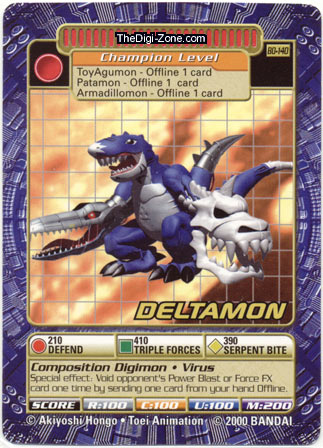 TheDigi-Zone.com
BO-140
Champion Level
ToyAgumon - Offline 1 card
Patamon - Offline 1 card
Armadillomon - Offline 1 card
DELTAMON
210 DEFEND
410 TRIPLE FORCES
390 SERPENT BITE
Composition Digimon • Virus
Special effect: Void opponent's Power Blast or Force FX
card one time by sending one card from your hand Offline.
SCORE R:100 C:100 U:100 M:200
© Akiyoshi Hongo • Toei Animation © 2000 BANDAI